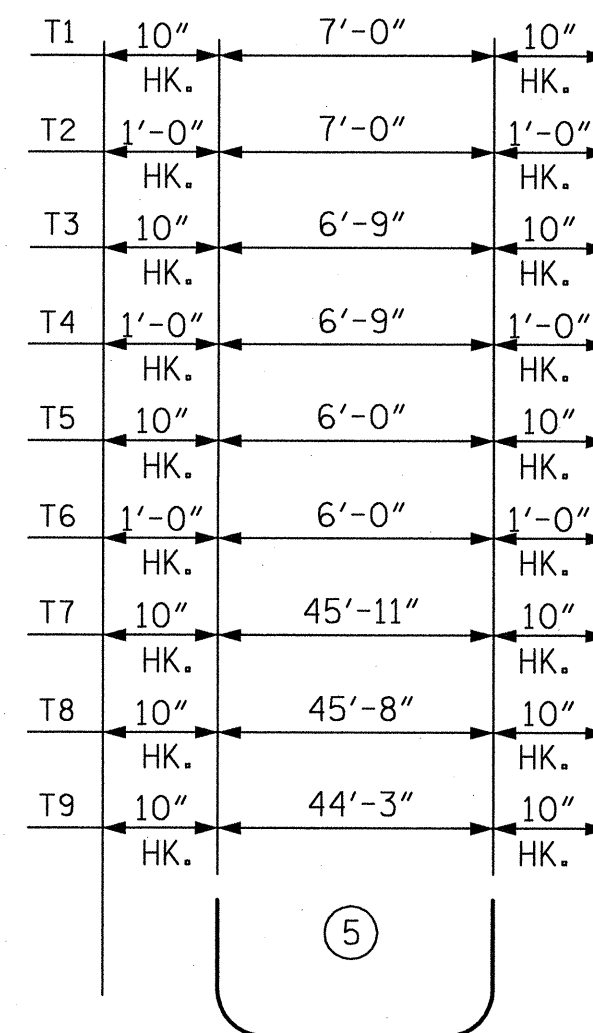 T1 10" 7'-0" 10"
HK. HK.
T2 1'-0" 7'-0" 1'-0"
HK. HK.
T3 10" 6'-9" 10"
HK. HK.
T4 1'-0" 6'-9" 1'-0"
HK. HK.
T5 10" 6'-0" 10"
HK. HK.
T6 1'-0" 6'-0" 1'-0"
HK. HK.
T7 10" 45'-11" 10"
HK. HK.
T8 10" 45'-8" 10"
HK. HK.
T9 10" 44'-3" 10"
HK. HK.
5